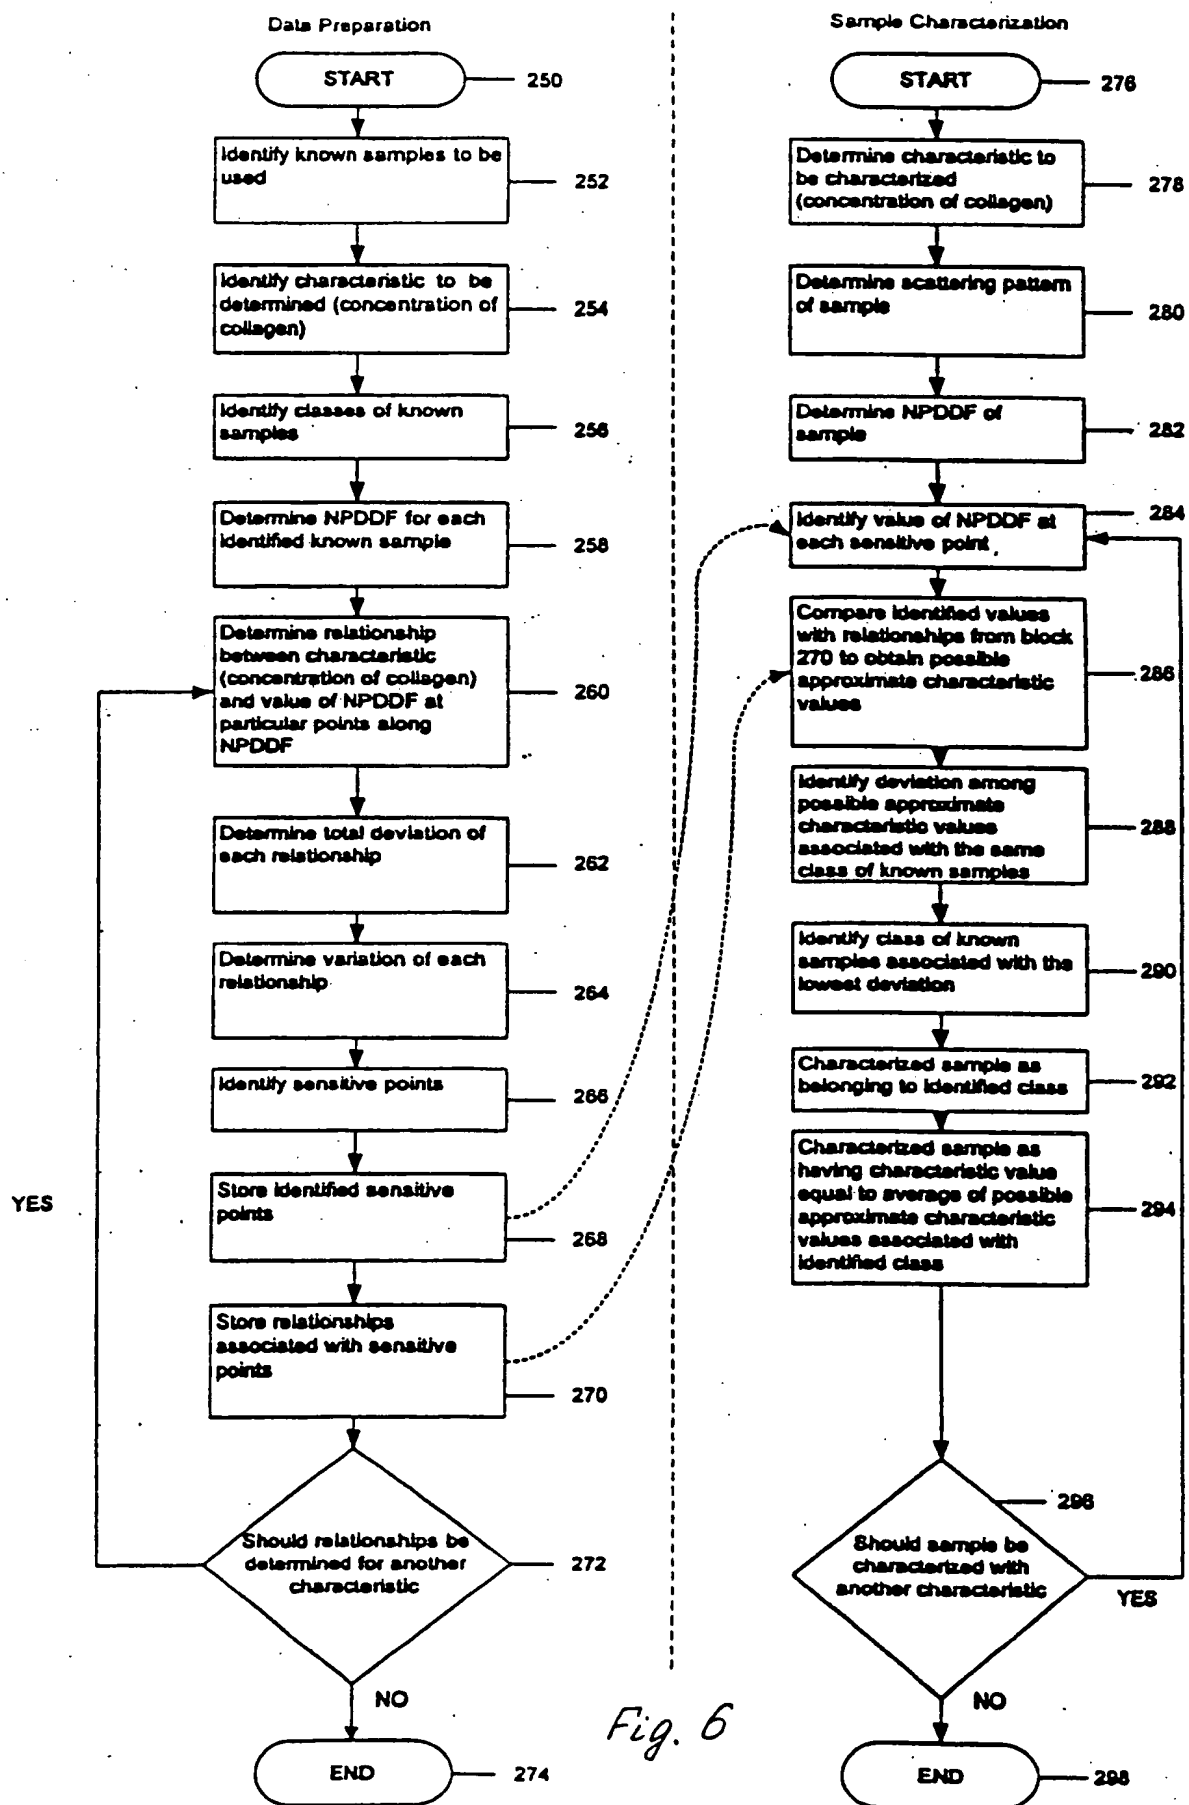 Data Preparation
START
250
Identify known samples to be
used
252
Identify characteristic to be
determined (concentration of
collagen)
254
Identify classes of known
samples
256
Determine NPDDF for each
identified known sample
258
Determine relationship
between characteristic
(concentration of collagen)
and value of NPDDF at
particular points along
NPDDF
260
Determine total deviation of
each relationship
262
Determine variation of each
relationship
264
Identify sensitive points
266
Store identified sensitive
points
268
Store relationships
associated with sensitive
points
270
YES
Should relationships be
determined for another
characteristic
272
NO
END
274
Sample Characterization
START
276
Determine characteristic to
be characterized
(concentration of collagen)
278
Determine scattering pattern
of sample
280
Determine NPDDF of
sample
282
Identify value of NPDDF at
each sensitive point
284
Compare identified values
with relationships from block
270 to obtain possible
approximate characteristic
values
286
Identify deviation among
possible approximate
characteristic values
associated with the same
class of known samples
288
Identify class of known
samples associated with the
lowest deviation
290
Characterized sample as
belonging to identified class
292
Characterized sample as
having characteristic value
equal to average of possible
approximate characteristic
values associated with
identified class
294
296
Should sample be
characterized with
another characteristic
YES
NO
END
298
Fig. 6